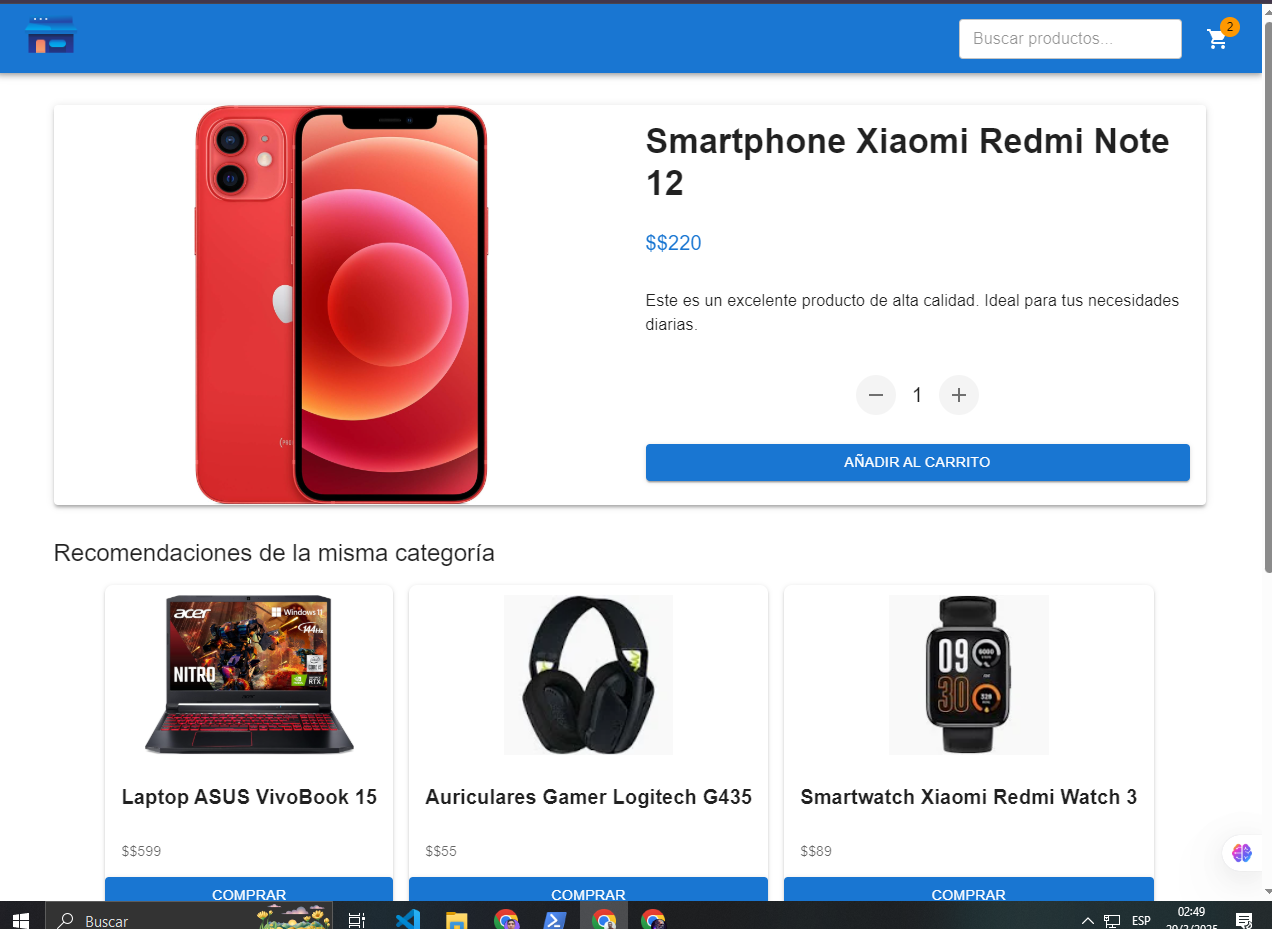 Buscar productos...
2
Smartphone Xiaomi Redmi Note
12
$$220
Este es un excelente producto de alta calidad. Ideal para tus necesidades
diarias.
1
AÑADIR AL CARRITO
Recomendaciones de la misma categoría
acer
Windows 11
144Hz
NITRO
RTX
09
30
Laptop ASUS VivoBook 15
Auriculares Gamer Logitech G435
Smartwatch Xiaomi Redmi Watch 3
$$599
$$55
$$89
COMPRAR
COMPRAR
COMPRAR
Buscar
ESP
02:49